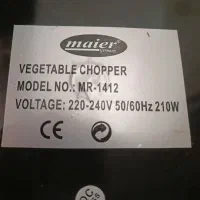 maier
VEGETABLE CHOPPER
MODEL NO.: MR-1412
VOLTAGE: 220-240V 50/60Hz 210W
CE